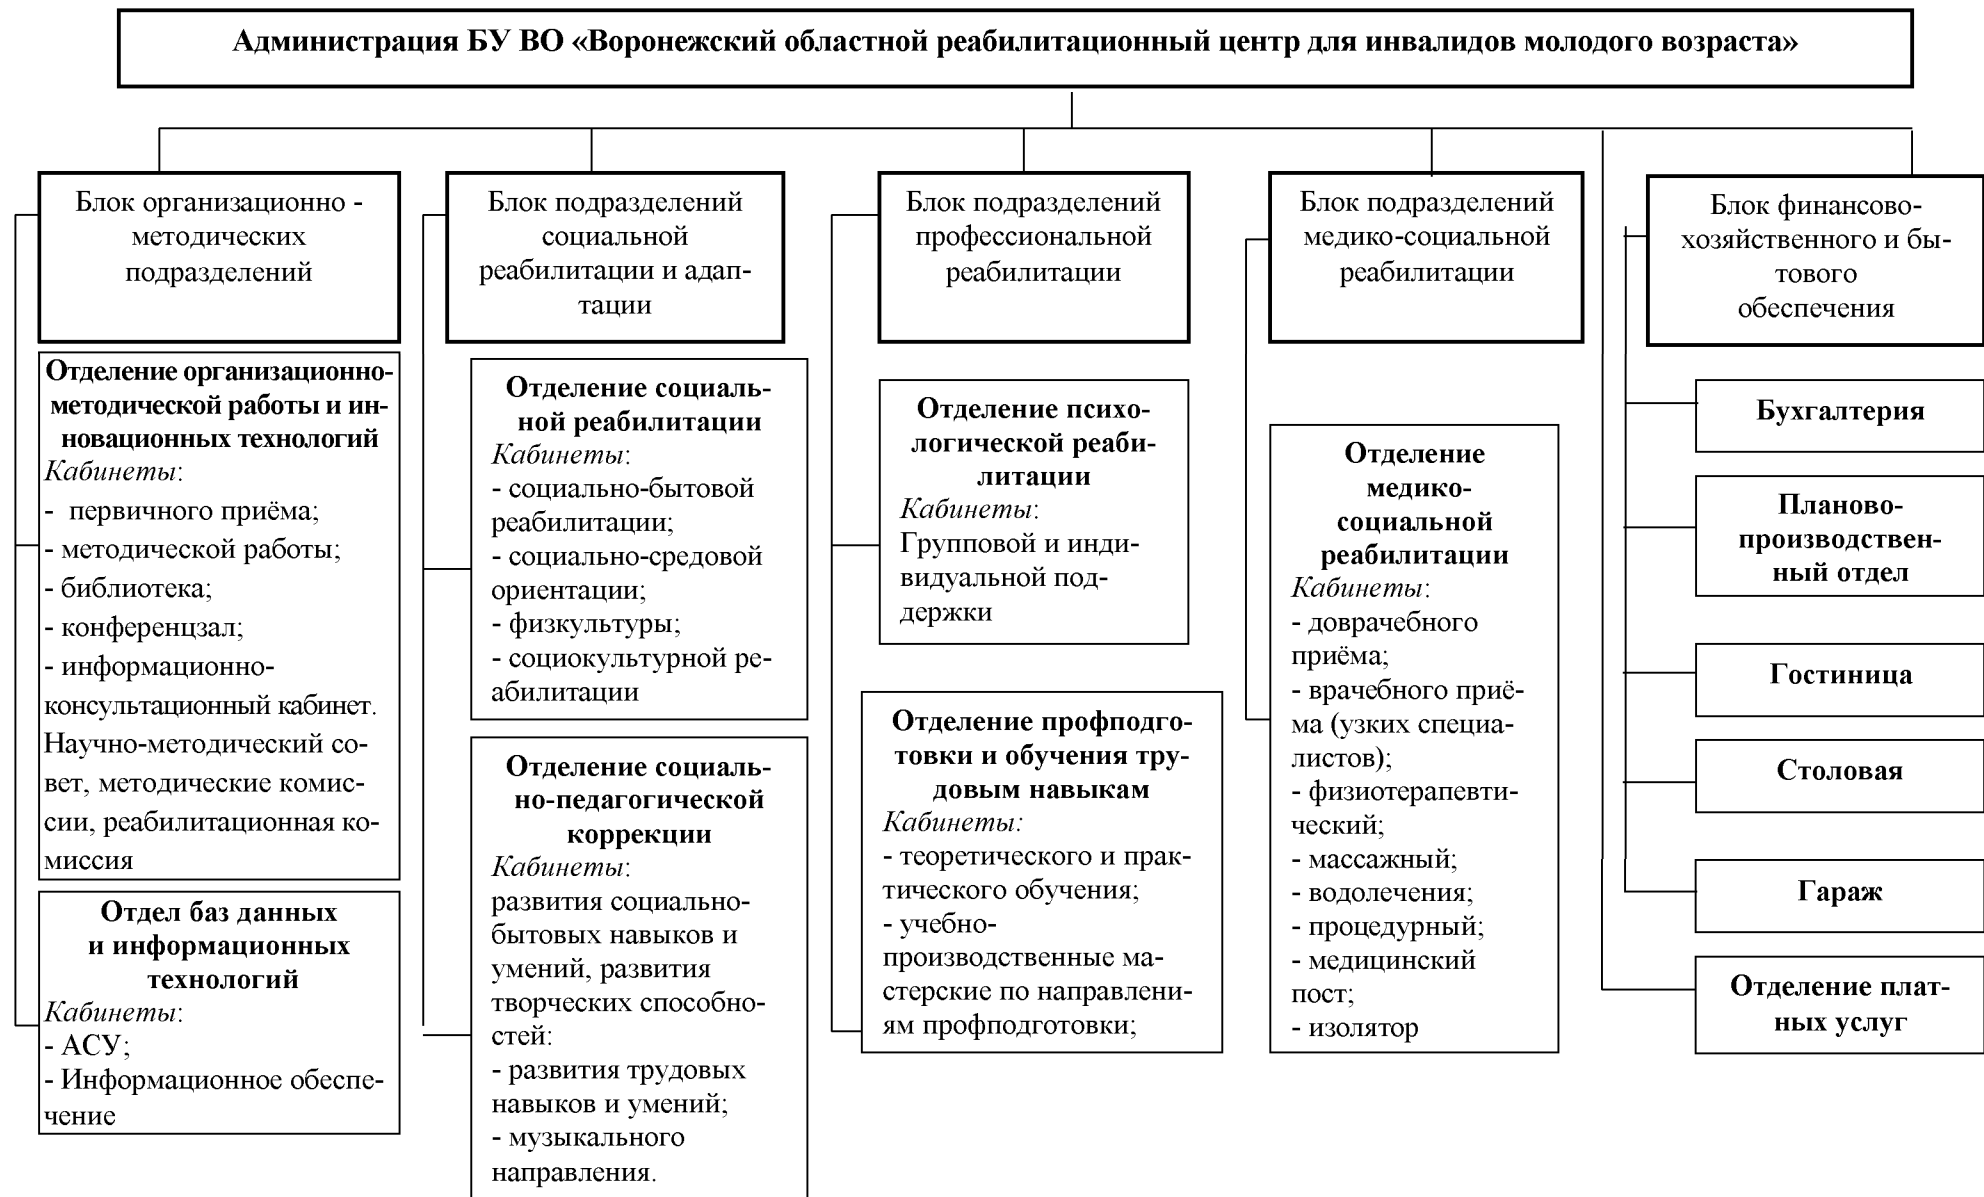 Администрация БУ ВО «Воронежский областной реабилитационный центр для инвалидов молодого возраста»
Блок организационно -
методических
подразделений
Отделение организационно-
методической работы и ин-
новационных технологий
Кабинеты:
- первичного приёма;
- методической работы;
- библиотека;
- конференцзал;
- информационно-
консультационный кабинет.
Научно-методический со-
вет, методические комис-
сии, реабилитационная ко-
миссия
Отдел баз данных
и информационных
технологий
Кабинеты:
- АСУ;
- Информационное обеспе-
чение
Блок подразделений
социальной
реабилитации и адап-
тации
Отделение социаль-
ной реабилитации
Кабинеты:
- социально-бытовой
реабилитации;
- социально-средовой
ориентации;
- физкультуры;
- социокультурной ре-
абилитации
Отделение социаль-
но-педагогической
коррекции
Кабинеты:
развития социально-
бытовых навыков и
умений, развития
творческих способно-
стей:
- развития трудовых
навыков и умений;
- музыкального
направления.
Блок подразделений
профессиональной
реабилитации
Отделение психо-
логической реаби-
литации
Кабинеты:
Групповой и инди-
видуальной под-
держки
Отделение профподго-
товки и обучения тру-
довым навыкам
Кабинеты:
- теоретического и прак-
тического обучения;
- учебно-
производственные ма-
стерские по направлени-
ям профподготовки;
Блок подразделений
медико-социальной
реабилитации
Отделение
медико-
социальной
реабилитации
Кабинеты:
- доврачебного
приёма;
- врачебного приё-
ма (узких специа-
листов);
- физиотерапевти-
ческий;
- массажный;
- водолечения;
- процедурный;
- медицинский
пост;
- изолятор
Блок финансово-
хозяйственного и бы-
тового
обеспечения
Бухгалтерия
Планово-
производствен-
ный отдел
Гостиница
Столовая
Гараж
Отделение плат-
ных услуг